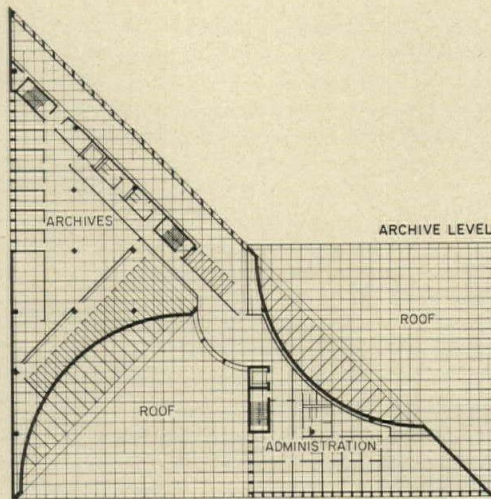 ARCHIVES
ARCHIVE LEVEL
ROOF
ROOF
ADMINISTRATION